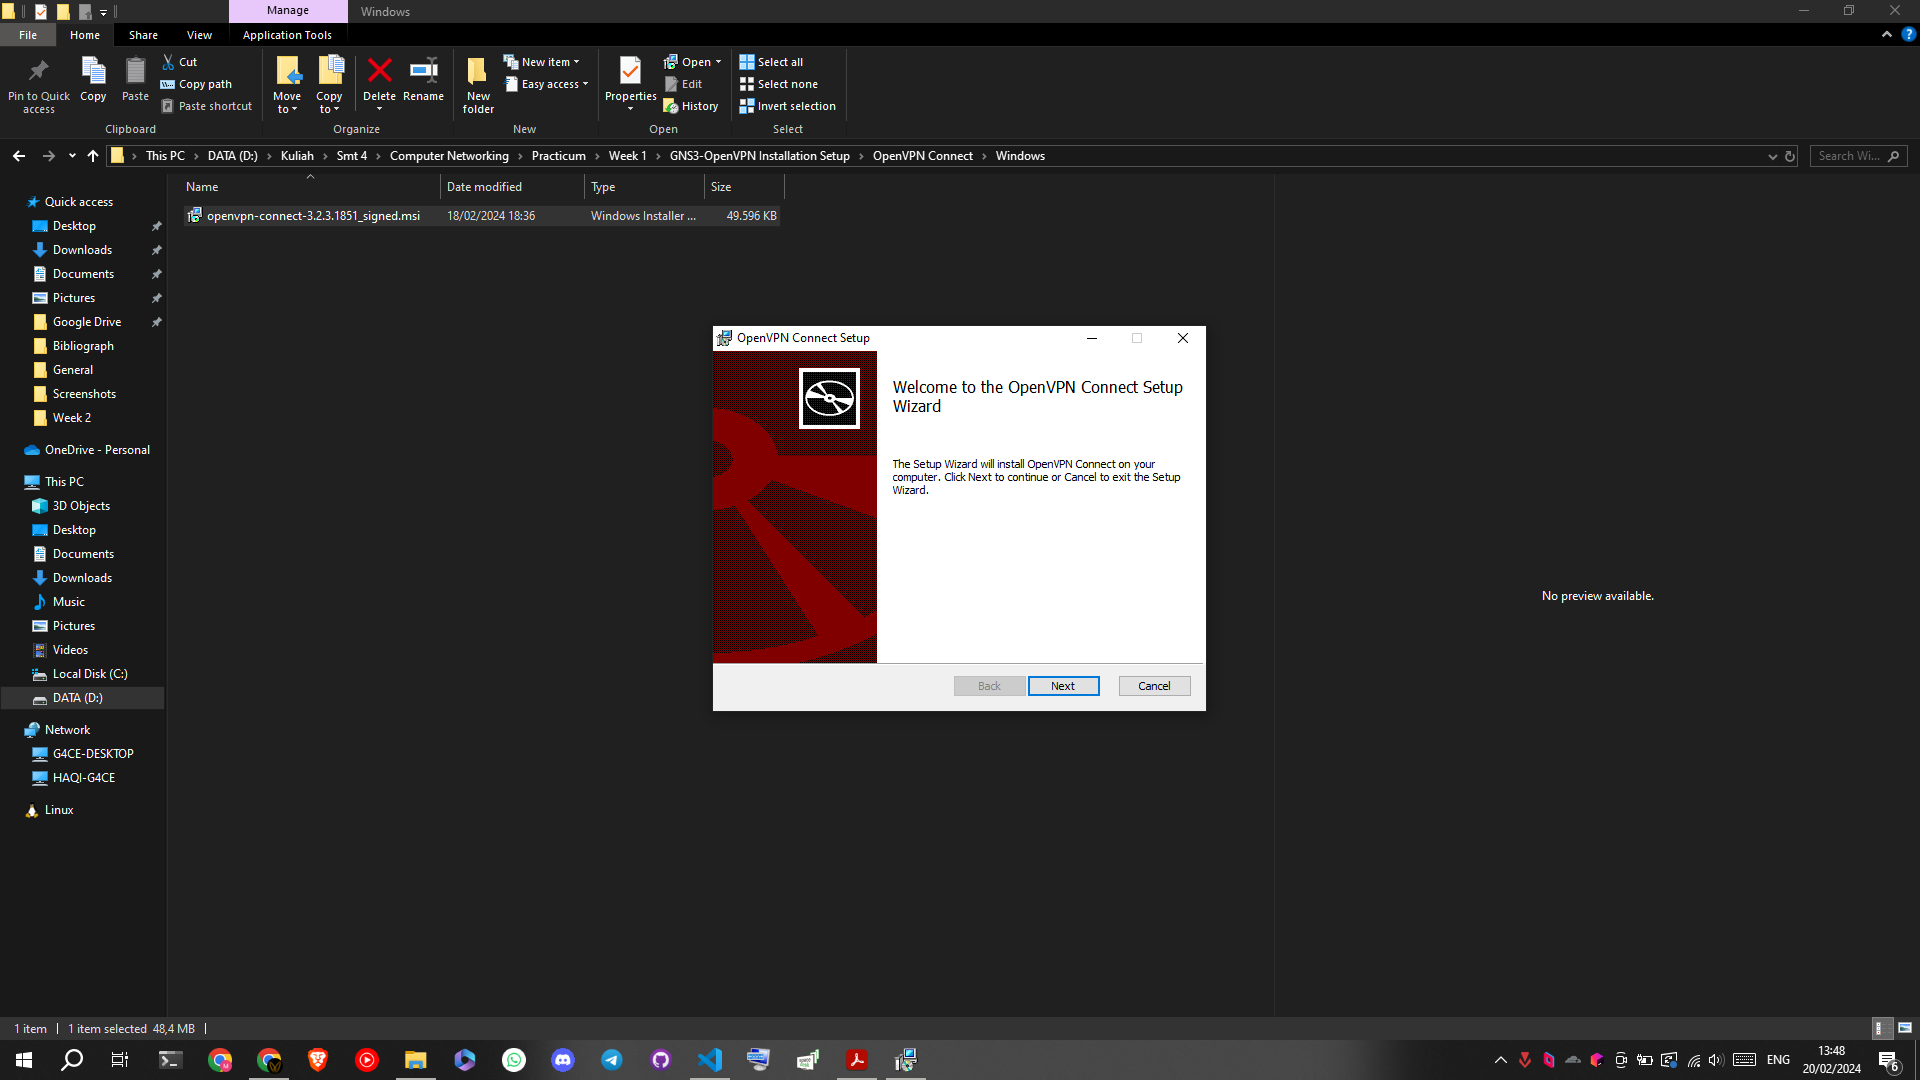 Manage
Windows
File
Home
Share
View
Application Tools
Pin to Quick access
Copy
Paste
Cut
Copy path
Paste shortcut
Clipboard
Move to
Copy to
Delete
Rename
Organize
New folder
New item
Easy access
New
Properties
Open
Edit
History
Open
Select all
Select none
Invert selection
Select
This PC > DATA (D:) > Kuliah > Smt 4 > Computer Networking > Practicum > Week 1 > GNS3-OpenVPN Installation Setup > OpenVPN Connect > Windows
Search Wi...
Name
Date modified
Type
Size
openvpn-connect-3.2.3.1851_signed.msi
18/02/2024 18:36
Windows Installer ...
49.596 KB
Quick access
Desktop
Downloads
Documents
Pictures
Google Drive
Bibliograph
General
Screenshots
Week 2
OneDrive - Personal
This PC
3D Objects
Desktop
Documents
Downloads
Music
Pictures
Videos
Local Disk (C:)
DATA (D:)
Network
G4CE-DESKTOP
HAQI-G4CE
Linux
OpenVPN Connect Setup
Welcome to the OpenVPN Connect Setup
Wizard
The Setup Wizard will install OpenVPN Connect on your
computer. Click Next to continue or Cancel to exit the Setup
Wizard.
Back
Next
Cancel
No preview available.
1 item
1 item selected 48,4 MB
ENG
13:48
20/02/2024
6